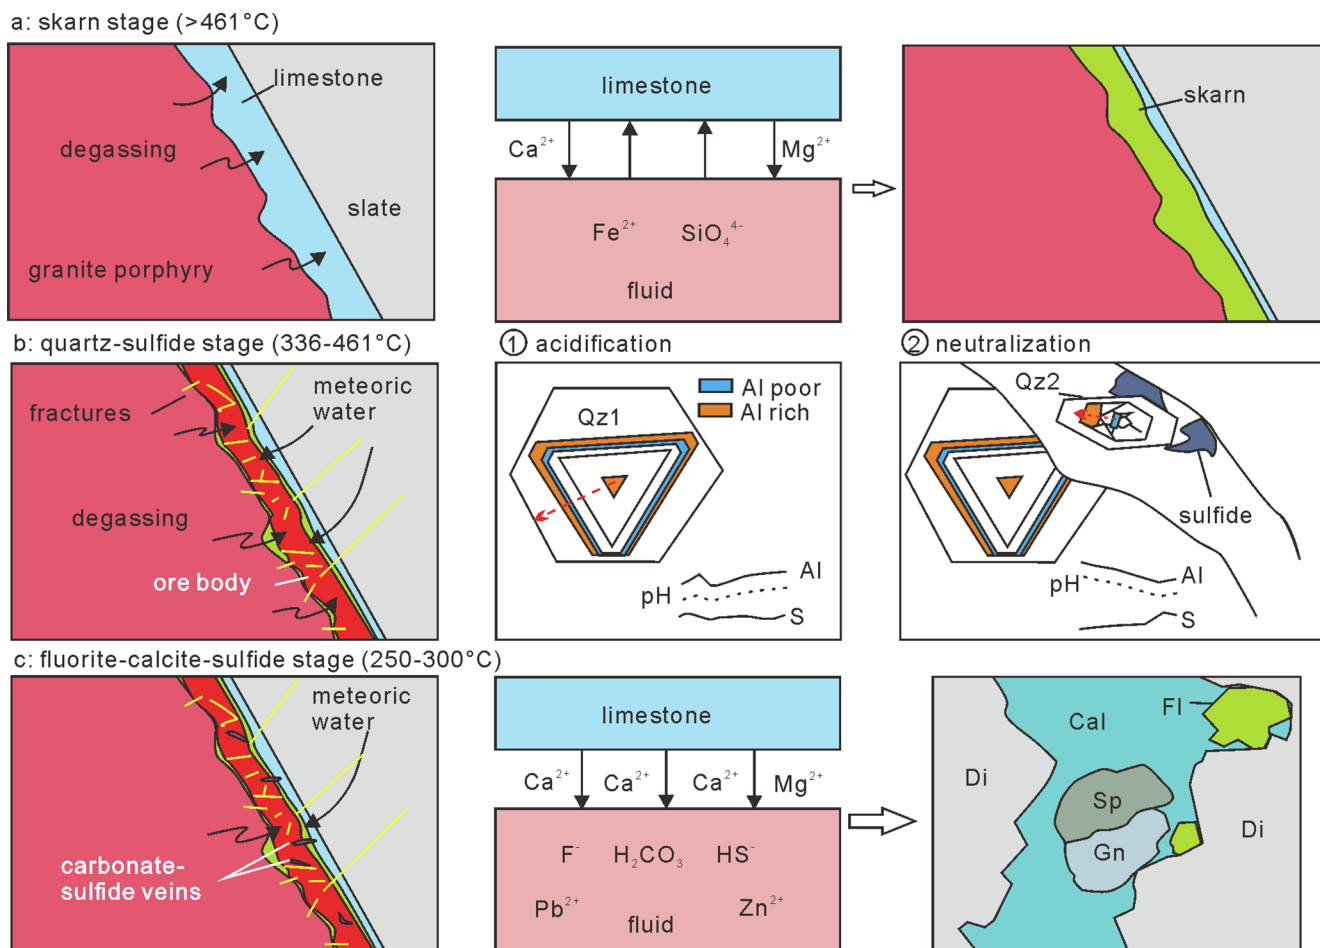 a: skarn stage (>461°C)
limestone
degassing
slate
granite porphyry
limestone
Ca²⁺
Mg²⁺
Fe²⁺
SiO₄⁴⁻
fluid
skarn
b: quartz-sulfide stage (336-461°C)
fractures
meteoric
water
degassing
ore body
① acidification
Al poor
Al rich
Qz1
Al
pH
S
② neutralization
Qz2
sulfide
Al
pH
S
c: fluorite-calcite-sulfide stage (250-300°C)
meteoric
water
carbonate-
sulfide veins
limestone
Ca²⁺
Ca²⁺
Ca²⁺
Mg²⁺
F⁻
H₂CO₃
HS⁻
Pb²⁺
Zn²⁺
fluid
Cal
Fl
Di
Sp
Gn
Di